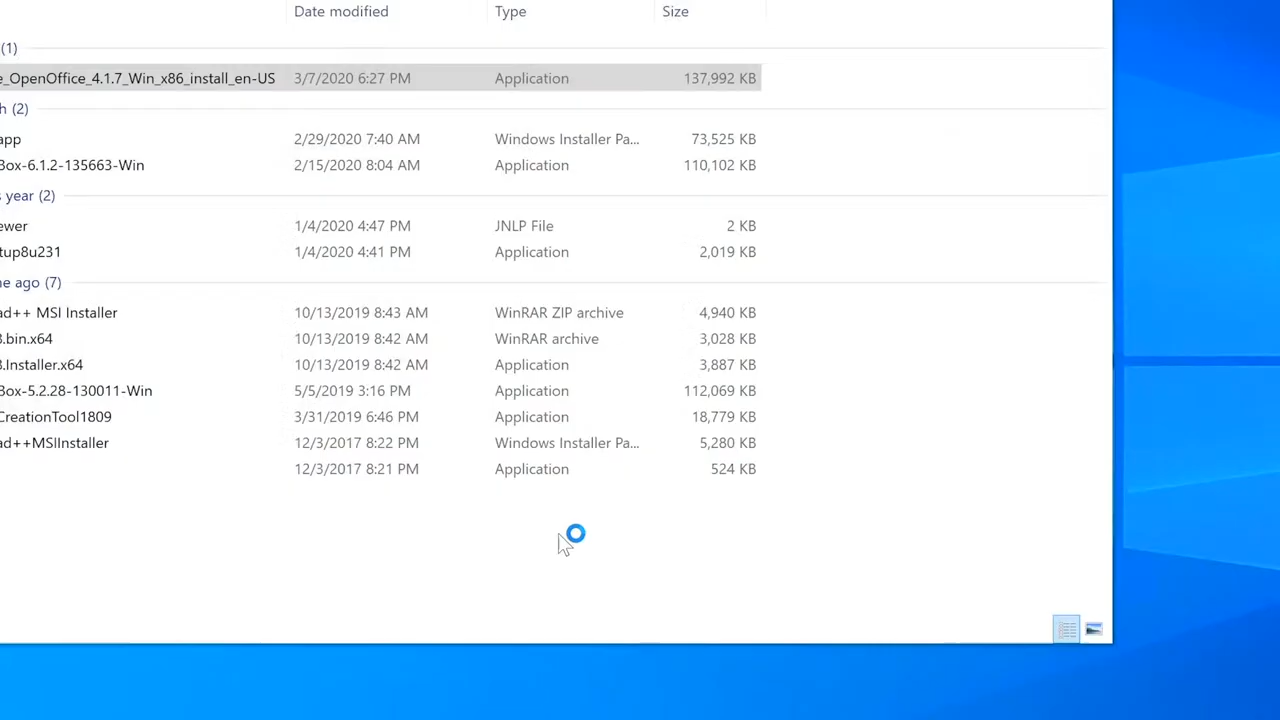 Date modified Type Size
(1)
e_OpenOffice_4.1.7_Win_x86_install_en-US 3/7/2020 6:27 PM Application 137,992 KB
h (2)
app 2/29/2020 7:40 AM Windows Installer Pa... 73,525 KB
Box-6.1.2-135663-Win 2/15/2020 8:04 AM Application 110,102 KB
s year (2)
ewer 1/4/2020 4:47 PM JNLP File 2 KB
tup8u231 1/4/2020 4:41 PM Application 2,019 KB
ne ago (7)
ad++ MSI Installer 10/13/2019 8:43 AM WinRAR ZIP archive 4,940 KB
8.bin.x64 10/13/2019 8:42 AM WinRAR archive 3,028 KB
8.Installer.x64 10/13/2019 8:42 AM Application 3,887 KB
Box-5.2.28-130011-Win 5/5/2019 3:16 PM Application 112,069 KB
CreationTool1809 3/31/2019 6:46 PM Application 18,779 KB
ad++MSIInstaller 12/3/2017 8:22 PM Windows Installer Pa... 5,280 KB
12/3/2017 8:21 PM Application 524 KB